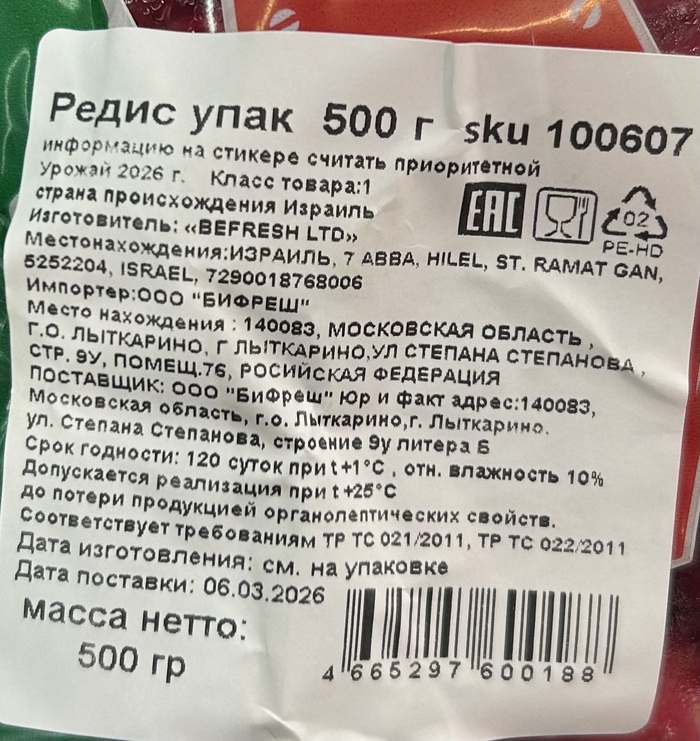 Редис упак 500 г sku 100607
информацию на стикере считать приоритетной
Урожай 2026 г. Класс товара:1
страна происхождения Израиль
Изготовитель: «BEFRESH LTD»
Местонахождения:ИЗРАИЛЬ, 7 ABBA, HILEL, ST. RAMAT GAN,
5252204, ISRAEL, 7290018768006
Импортер:ООО "БИФРЕШ"
Место нахождения : 140083, МОСКОВСКАЯ ОБЛАСТЬ ,
Г.О. ЛЫТКАРИНО, Г ЛЫТКАРИНО,УЛ СТЕПАНА СТЕПАНОВА ,
СТР. 9У, ПОМЕЩ.76, РОСИЙСКАЯ ФЕДЕРАЦИЯ
ПОСТАВЩИК: ООО "БиФреш" Юр и факт адрес:140083,
Московская область, г.о. Лыткарино,г. Лыткарино.
ул. Степана Степанова, строение 9у литера Б
Срок годности: 120 суток при t+1°C , отн. влажность 10%
Допускается реализация при t +25°C
до потери продукцией органолептических свойств.
Соответствует требованиям ТР ТС 021/2011, ТР ТС 022/2011
Дата изготовления: см. на упаковке
Дата поставки: 06.03.2026
масса нетто:
500 гр
EAC
02
PE-HD
4 665297 600188